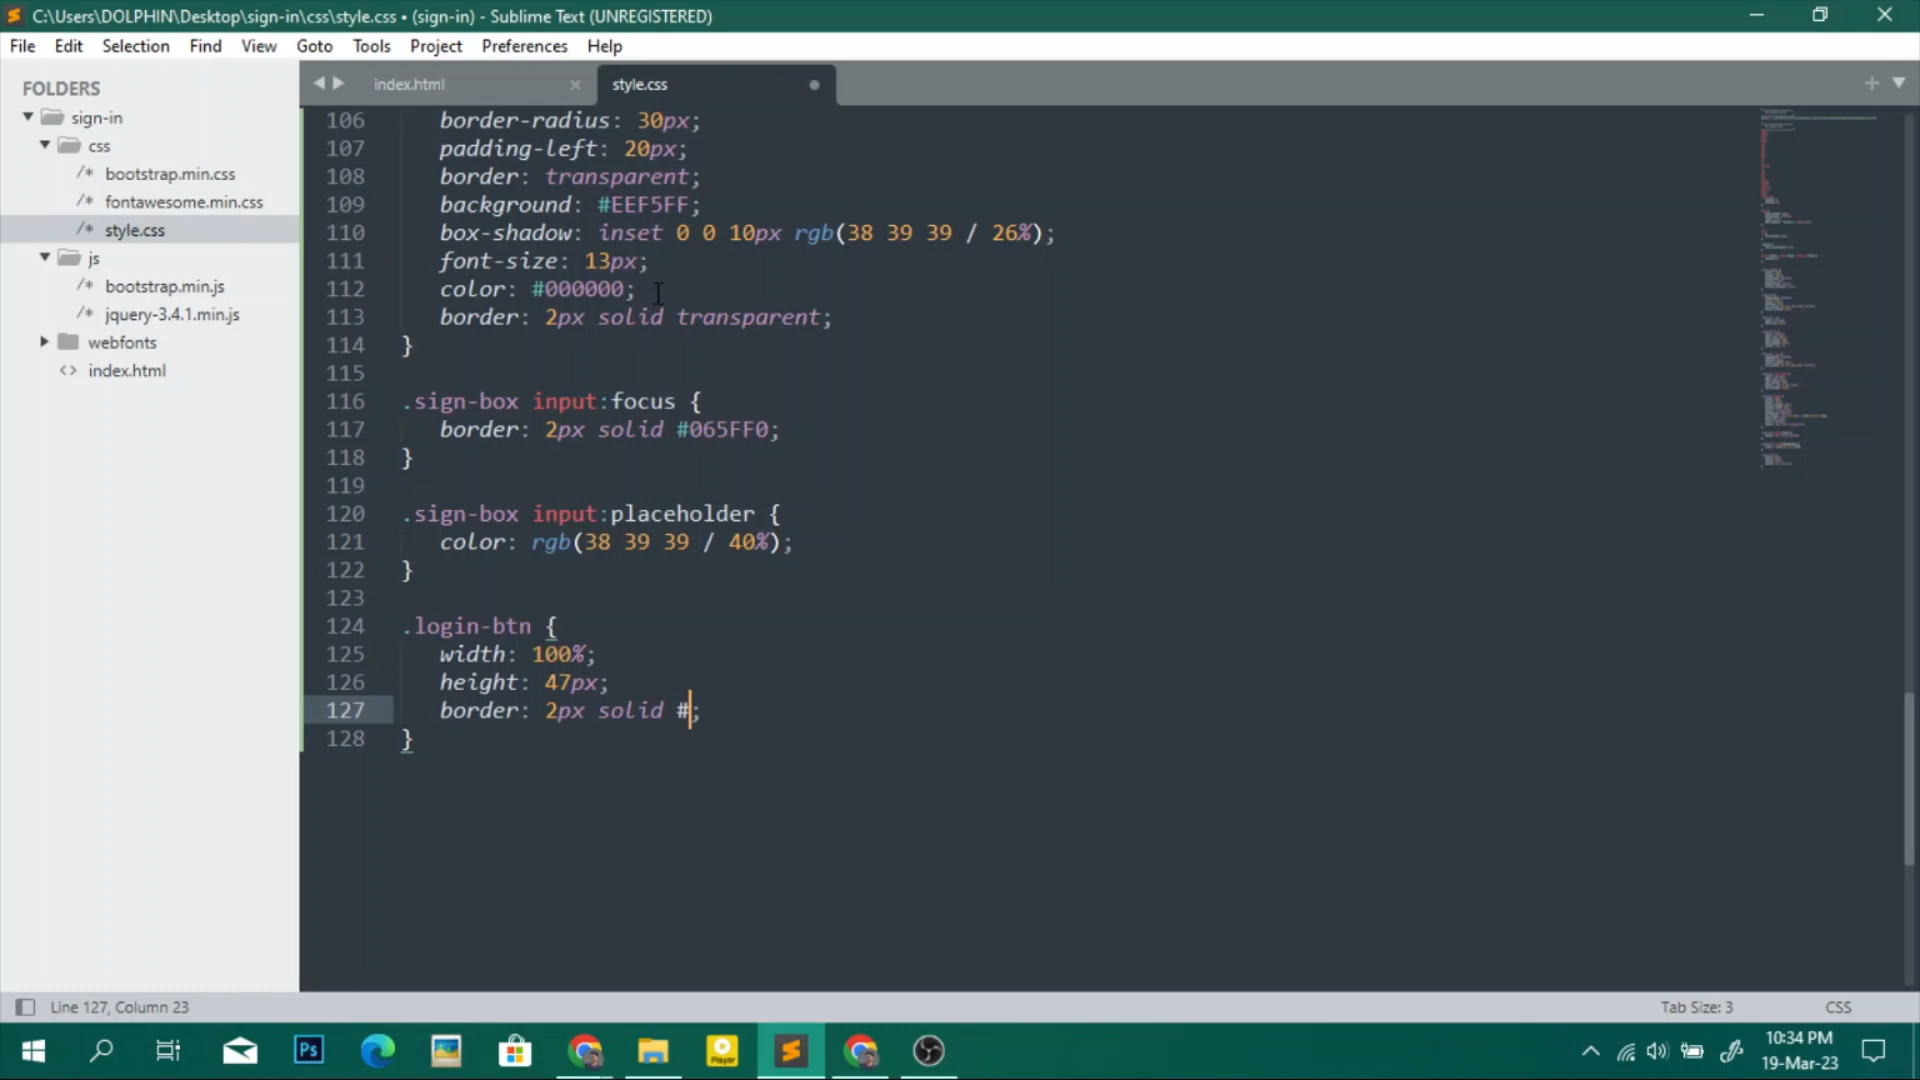 C:\Users\DOLPHIN\Desktop\sign-in\css\style.css • (sign-in) - Sublime Text (UNREGISTERED)
File Edit Selection Find View Goto Tools Project Preferences Help
FOLDERS
sign-in
css
/* bootstrap.min.css
/* fontawesome.min.css
/* style.css
js
/* bootstrap.min.js
/* jquery-3.4.1.min.js
webfonts
<> index.html
index.html style.css
106 border-radius: 30px;
107 padding-left: 20px;
108 border: transparent;
109 background: #EEF5FF;
110 box-shadow: inset 0 0 10px rgb(38 39 39 / 26%);
111 font-size: 13px;
112 color: #000000;
113 border: 2px solid transparent;
114 }
115
116 .sign-box input:focus {
117 border: 2px solid #065FF0;
118 }
119
120 .sign-box input:placeholder {
121 color: rgb(38 39 39 / 40%);
122 }
123
124 .login-btn {
125 width: 100%;
126 height: 47px;
127 border: 2px solid #;
128 }
Line 127, Column 23
Tab Size: 3
CSS
Ps
Player
10:34 PM
19-Mar-23